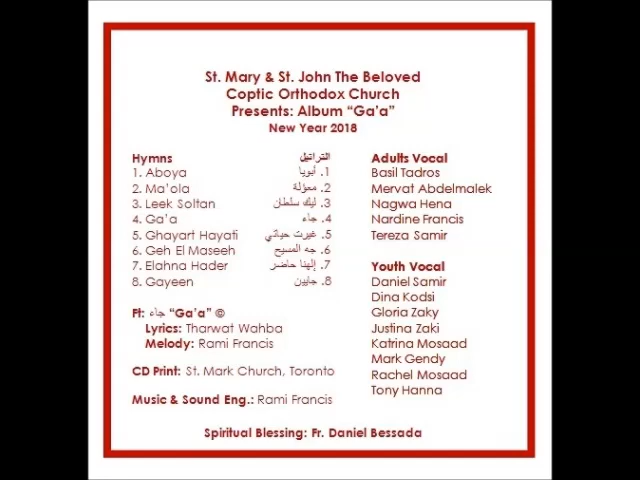 St. Mary & St. John The Beloved
Coptic Orthodox Church
Presents: Album “Ga’a”
New Year 2018
Hymns التراتيل
1. Aboya 1. أبويا
2. Ma’ola 2. معؤلة
3. Leek Soltan 3. ليك سلطان
4. Ga’a 4. جاء
5. Ghayart Hayati 5. غيرت حياتي
6. Geh El Maseeh 6. جه المسيح
7. Elahna Hader 7. إلهنا حاضر
8. Gayeen 8. جايين
Ft: جاء “Ga’a” ©
Lyrics: Tharwat Wahba
Melody: Rami Francis
CD Print: St. Mark Church, Toronto
Music & Sound Eng.: Rami Francis
Adults Vocal
Basil Tadros
Mervat Abdelmalek
Nagwa Hena
Nardine Francis
Tereza Samir
Youth Vocal
Daniel Samir
Dina Kodsi
Gloria Zaky
Justina Zaki
Katrina Mosaad
Mark Gendy
Rachel Mosaad
Tony Hanna
Spiritual Blessing: Fr. Daniel Bessada